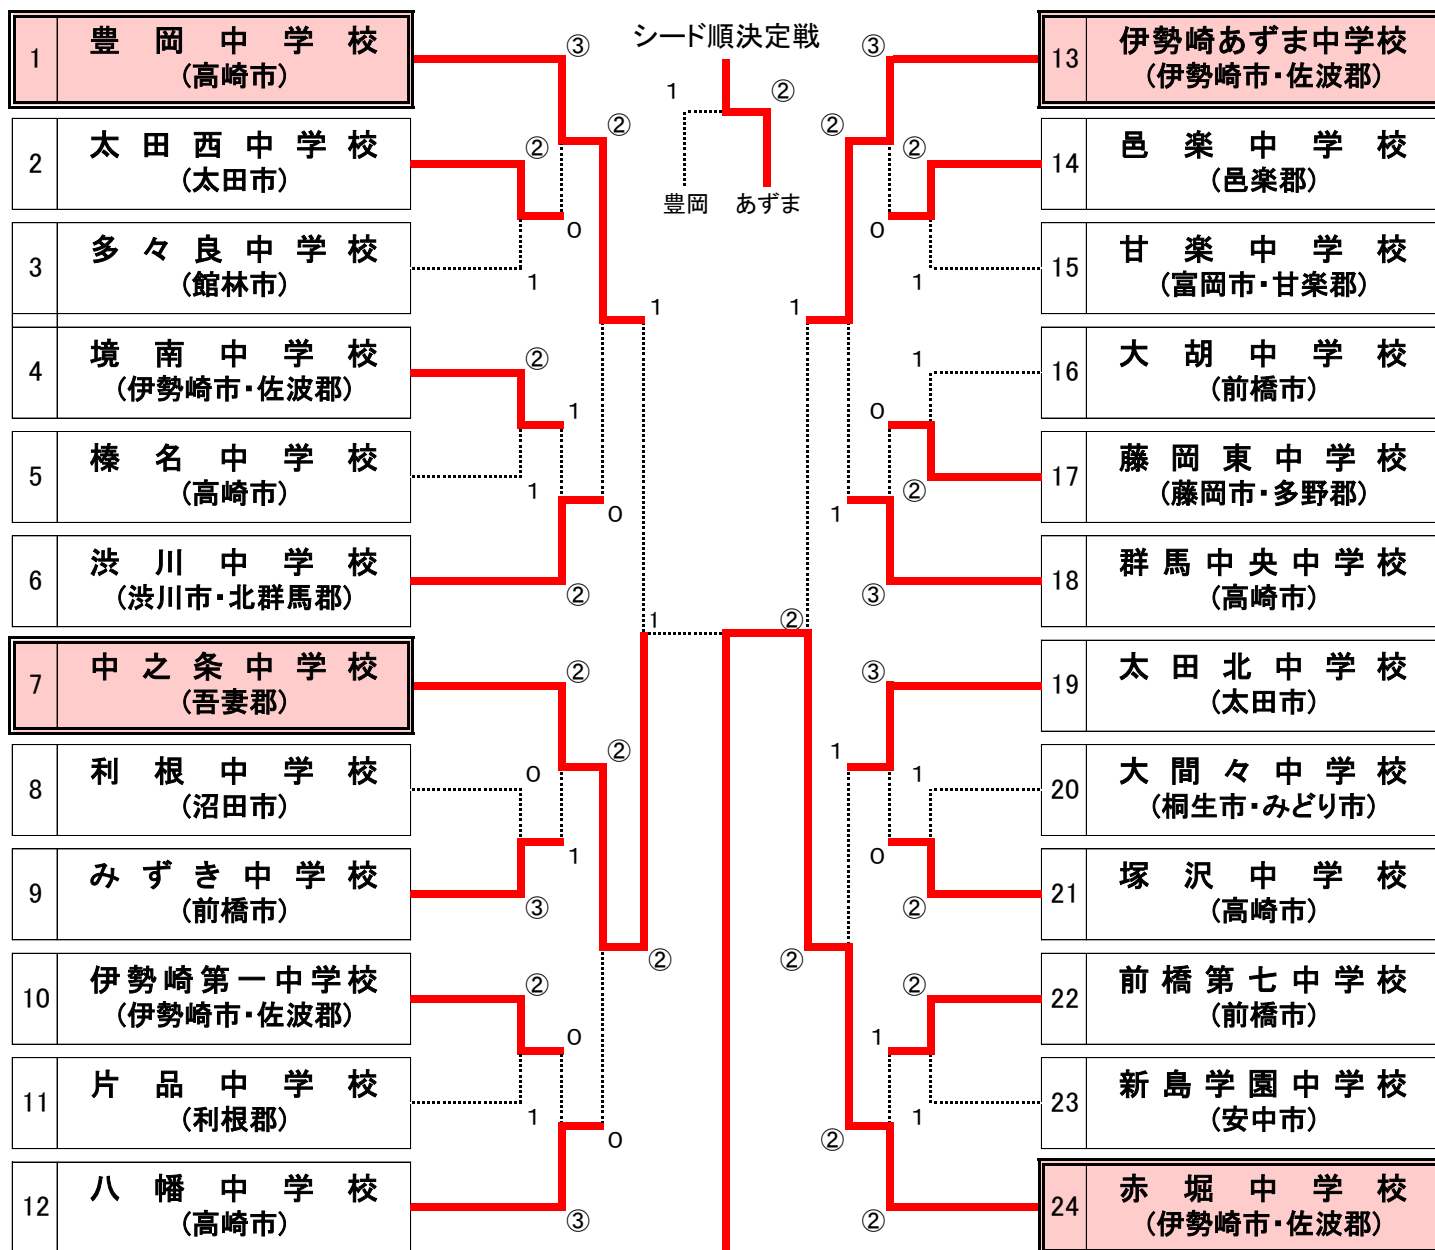 シード順決定戦
1
②
豊岡
あずま
1
豊岡中学校
(高崎市)
③
2
太田西中学校
(太田市)
②
②
0
3
多々良中学校
(館林市)
1
1
4
境南中学校
(伊勢崎市・佐波郡)
②
1
5
榛名中学校
(高崎市)
1
0
6
渋川中学校
(渋川市・北群馬郡)
②
1
7
中之条中学校
(吾妻郡)
②
②
8
利根中学校
(沼田市)
0
1
9
みずき中学校
(前橋市)
③
②
10
伊勢崎第一中学校
(伊勢崎市・佐波郡)
②
0
11
片品中学校
(利根郡)
1
0
12
八幡中学校
(高崎市)
③
③
13
伊勢崎あずま中学校
(伊勢崎市・佐波郡)
②
②
14
邑楽中学校
(邑楽郡)
0
1
15
甘楽中学校
(富岡市・甘楽郡)
1
1
16
大胡中学校
(前橋市)
0
②
17
藤岡東中学校
(藤岡市・多野郡)
1
③
18
群馬中央中学校
(高崎市)
②
③
19
太田北中学校
(太田市)
1
1
20
大間々中学校
(桐生市・みどり市)
0
②
21
塚沢中学校
(高崎市)
②
②
22
前橋第七中学校
(前橋市)
1
1
23
新島学園中学校
(安中市)
②
②
24
赤堀中学校
(伊勢崎市・佐波郡)